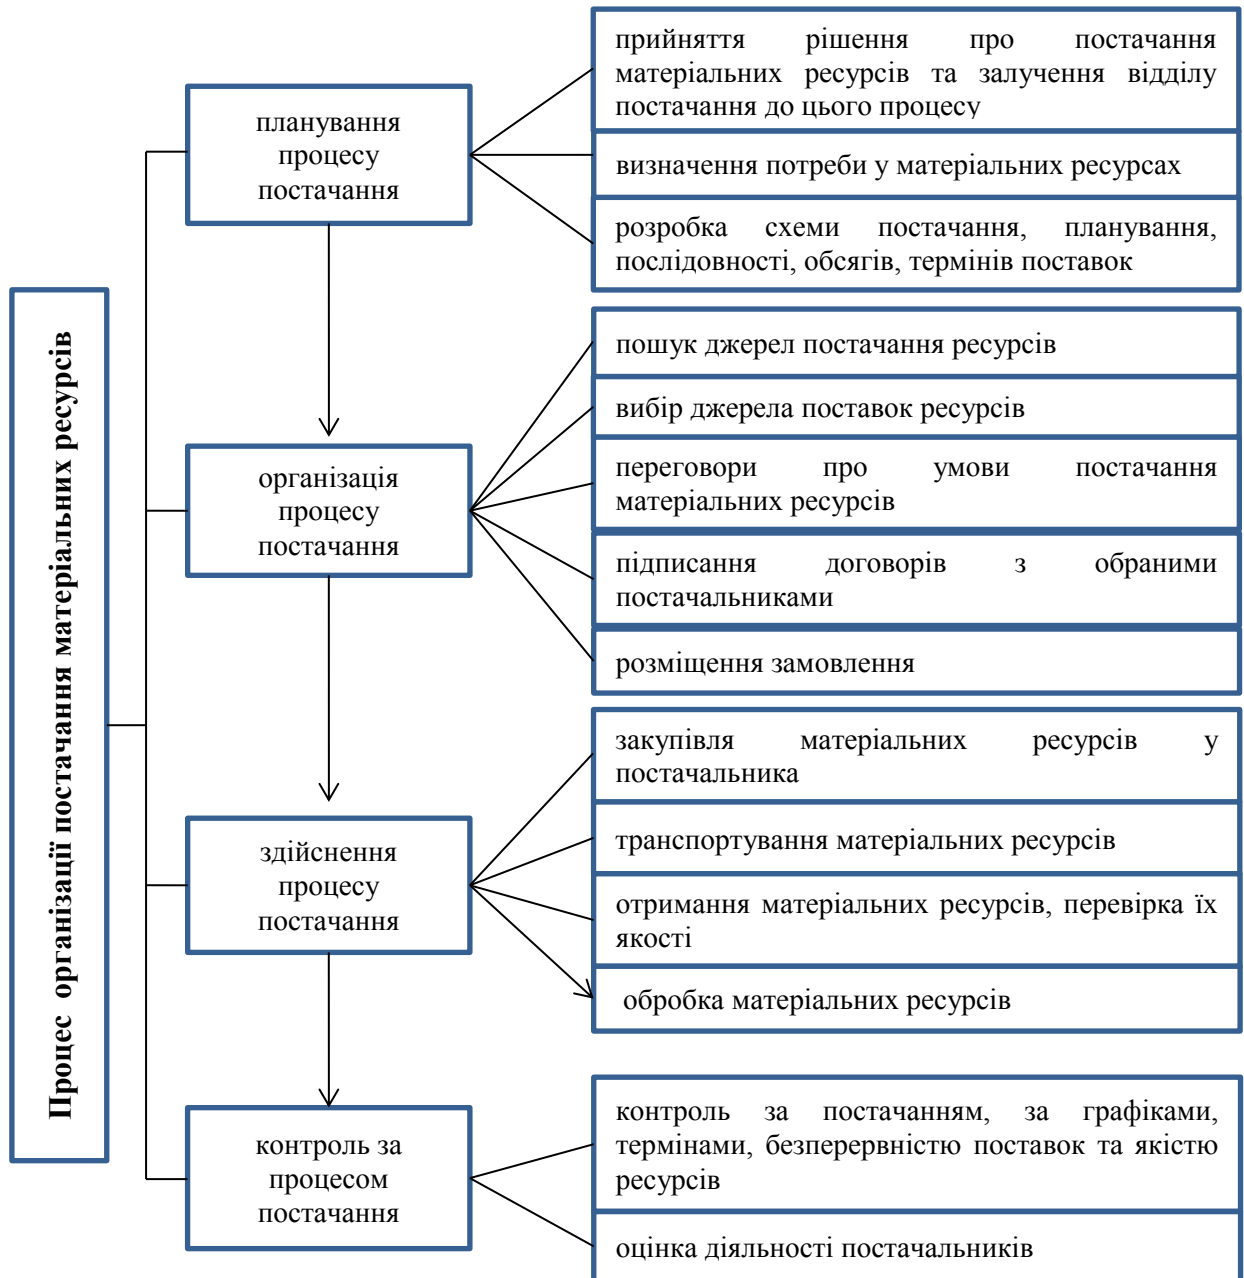 Процес організації постачання матеріальних ресурсів
планування
процесу
постачання
прийняття рішення про постачання
матеріальних ресурсів та залучення відділу
постачання до цього процесу
визначення потреби у матеріальних ресурсах
розробка схеми постачання, планування,
послідовності, обсягів, термінів поставок
організація
процесу
постачання
пошук джерел постачання ресурсів
вибір джерела поставок ресурсів
переговори про умови постачання
матеріальних ресурсів
підписання договорів з обраними
постачальниками
розміщення замовлення
здійснення
процесу
постачання
закупівля матеріальних ресурсів у
постачальника
транспортування матеріальних ресурсів
отримання матеріальних ресурсів, перевірка їх
якості
обробка матеріальних ресурсів
контроль за
процесом
постачання
контроль за постачанням, за графіками,
термінами, безперервністю поставок та якістю
ресурсів
оцінка діяльності постачальників